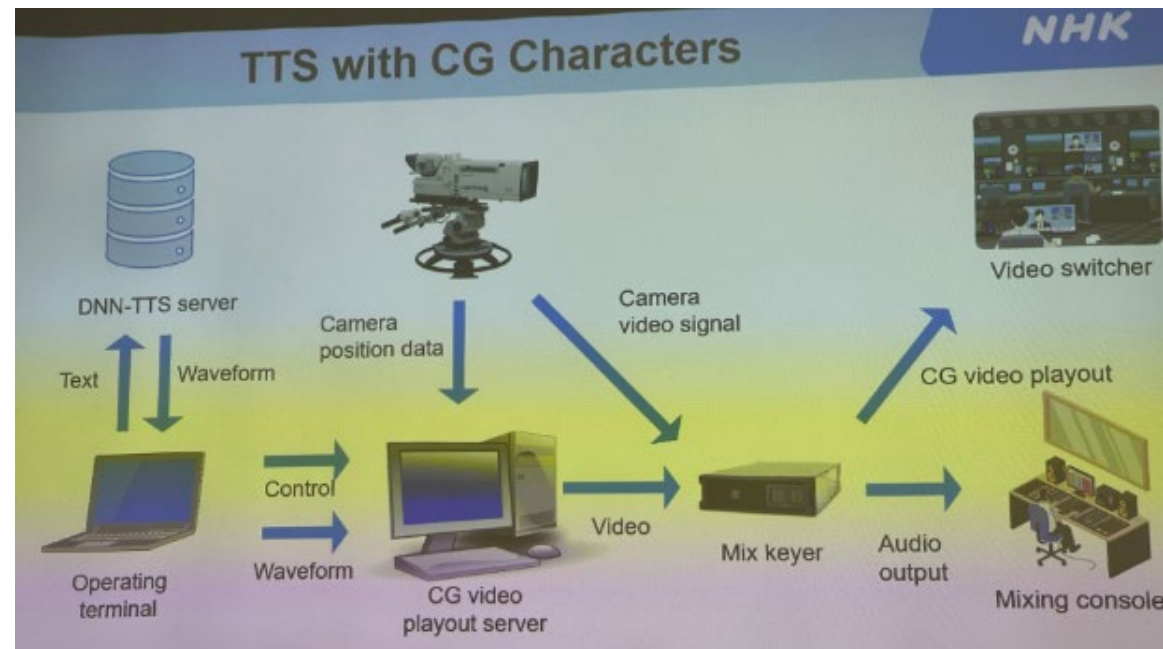 TTS with CG Characters
NHK
DNN-TTS server
Text
Waveform
Camera
position data
Camera
video signal
Video switcher
CG video playout
Control
Waveform
Video
Operating
terminal
CG video
playout server
Mix keyer
Audio
output
Mixing console